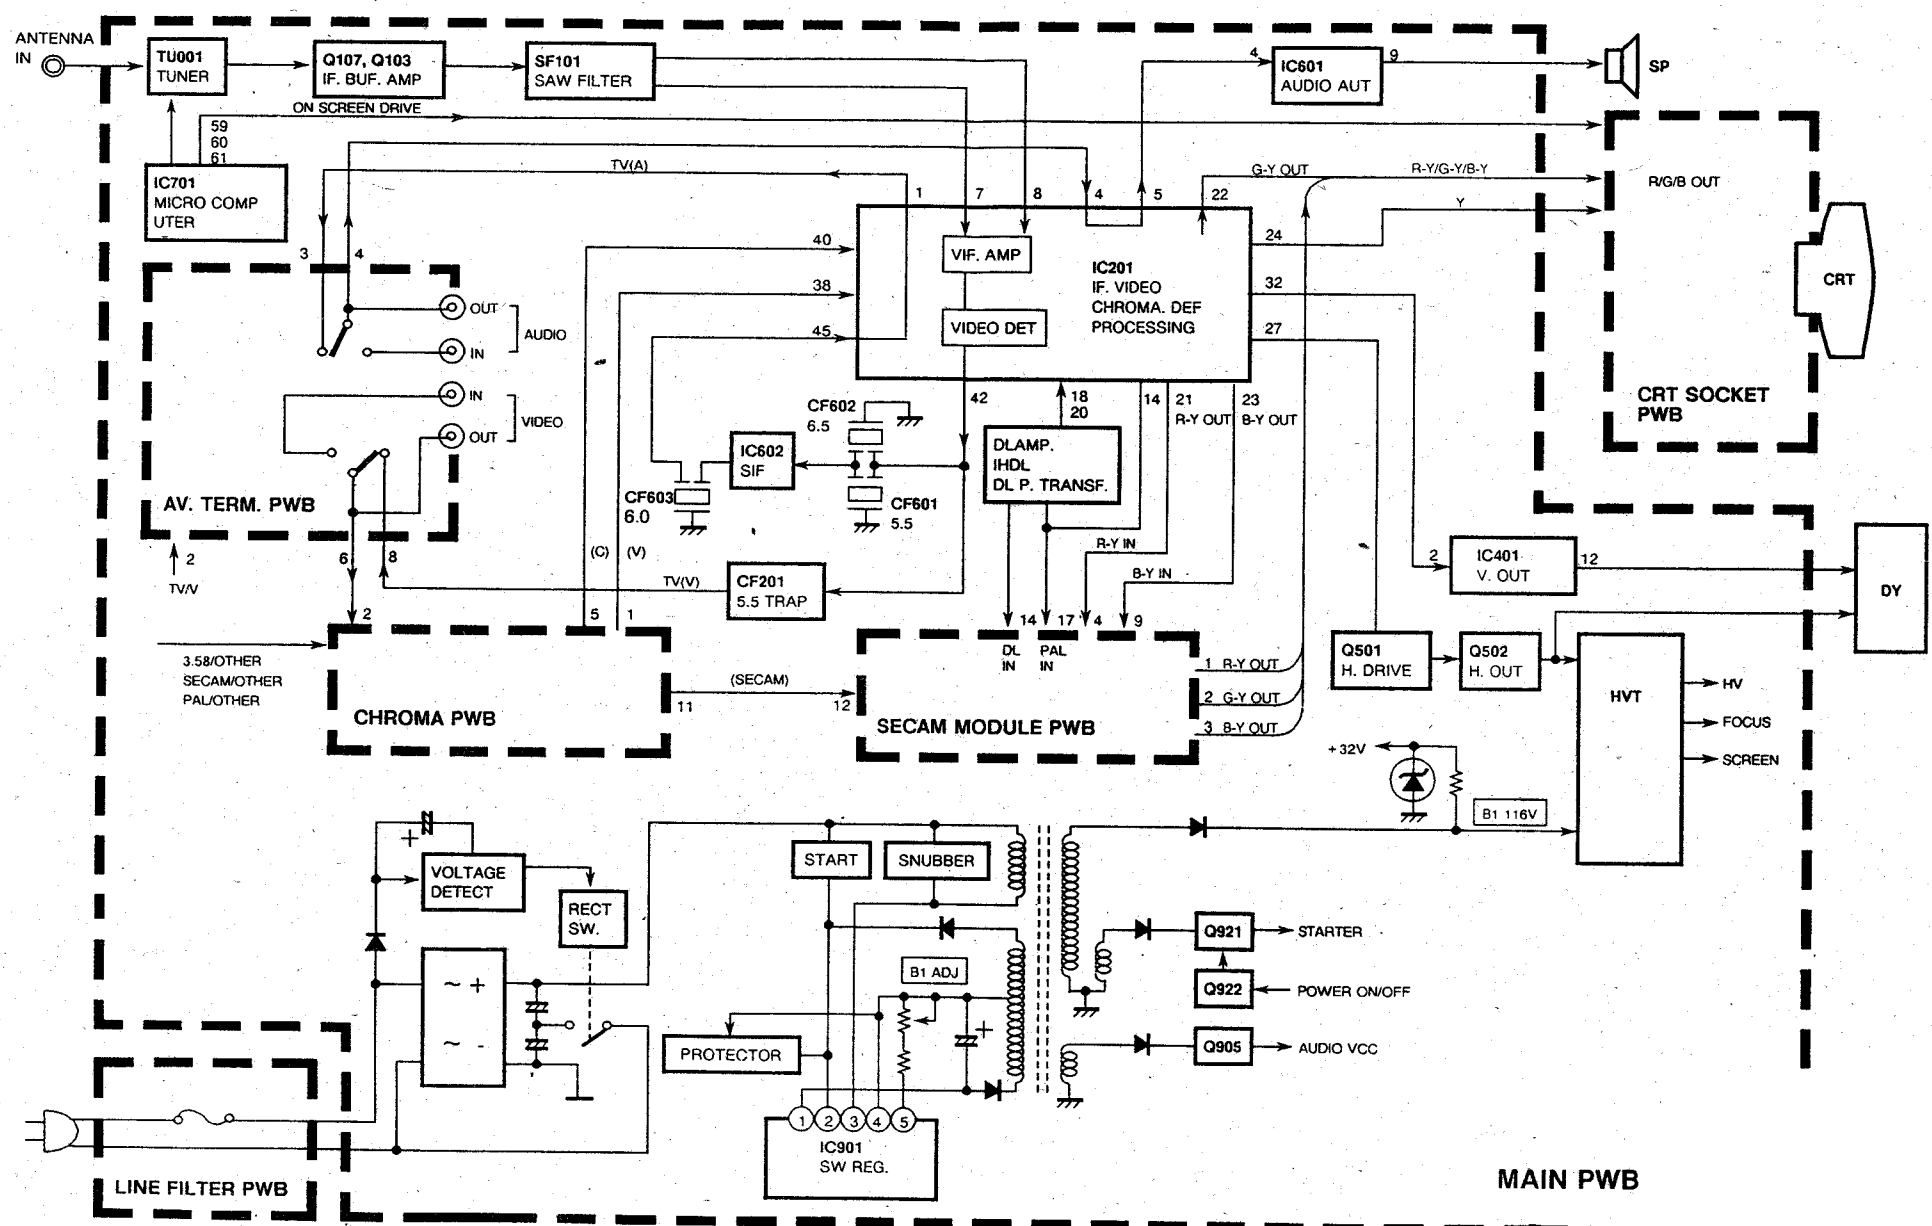 ANTENNA
IN
TU001
TUNER
Q107, Q103
IF. BUF. AMP
SF101
SAW FILTER
4
IC601
AUDIO AUT
9
SP
ON SCREEN DRIVE
59
60
61
IC701
MICRO COMP
UTER
TV(A)
1
7
8
4
5
22
G-Y OUT
R-Y/G-Y/B-Y
R/G/B OUT
Y
3
4
40
38
45
VIF. AMP
VIDEO DET
IC201
IF. VIDEO
CHROMA. DEF
PROCESSING
24
32
27
CRT
OUT
AUDIO
IN
IN
VIDEO
OUT
AV. TERM. PWB
CRT SOCKET
PWB
42
18
20
14
21
23
R-Y OUT
B-Y OUT
CF602
6.5
IC602
SIF
CF603
6.0
CF601
5.5
DLAMP.
IHDL
DL P. TRANSF.
R-Y IN
B-Y IN
2
TV/V
6
8
(C)
(V)
TV(V)
CF201
5.5 TRAP
2
IC401
V. OUT
12
DY
2
5
1
14
17
4
9
DL
IN
PAL
IN
3.58/OTHER
SECAM/OTHER
PAL/OTHER
CHROMA PWB
11
(SECAM)
12
SECAM MODULE PWB
1 R-Y OUT
2 G-Y OUT
3 B-Y OUT
Q501
H. DRIVE
Q502
H. OUT
HVT
HV
FOCUS
SCREEN
+32V
B1 116V
+
VOLTAGE
DETECT
RECT
SW.
START
SNUBBER
~ +
~ -
B1 ADJ
+
PROTECTOR
Q921
STARTER
Q922
POWER ON/OFF
Q905
AUDIO VCC
1 2 3 4 5
IC901
SW REG.
LINE FILTER PWB
MAIN PWB